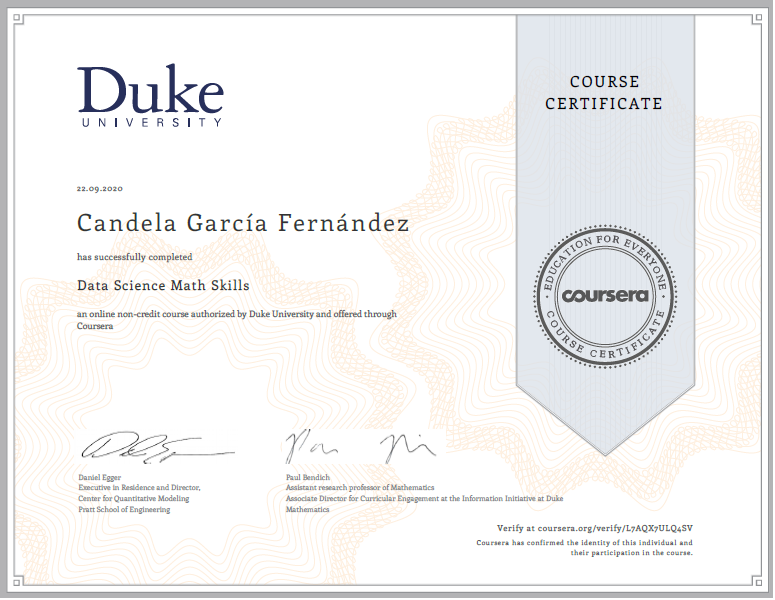 Duke
UNIVERSITY
COURSE
CERTIFICATE
22.09.2020
Candela García Fernández
has successfully completed
Data Science Math Skills
an online non-credit course authorized by Duke University and offered through
Coursera
EDUCATION FOR EVERYONE
coursera
COURSE CERTIFICATE
Daniel Egger
Executive in Residence and Director,
Center for Quantitative Modeling
Pratt School of Engineering
Paul Bendich
Assistant research professor of Mathematics
Associate Director for Curricular Engagement at the Information Initiative at Duke
Mathematics
Verify at coursera.org/verify/L7AQX7ULQ4SV
Coursera has confirmed the identity of this individual and
their participation in the course.